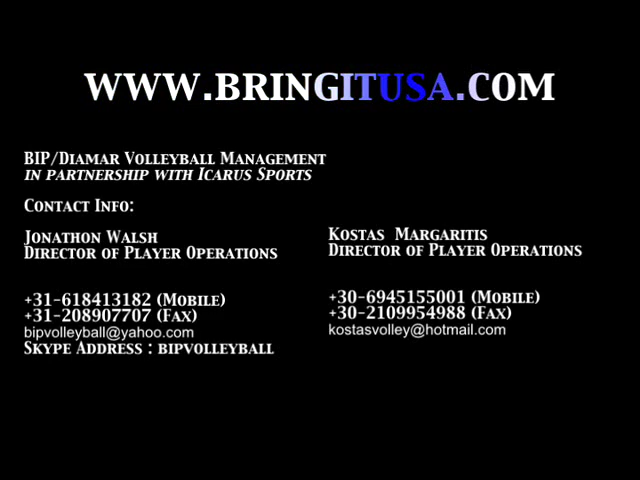 WWW.BRINGITUSA.COM
BIP/Diamar Volleyball Management
in partnership with Icarus Sports
Contact Info:
Jonathon Walsh
Director of Player Operations
+31-618413182 (Mobile)
+31-208907707 (Fax)
bipvolleyball@yahoo.com
Skype Address : bipvolleyball
Kostas Margaritis
Director of Player Operations
+30-6945155001 (Mobile)
+30-2109954988 (Fax)
kostasvolley@hotmail.com